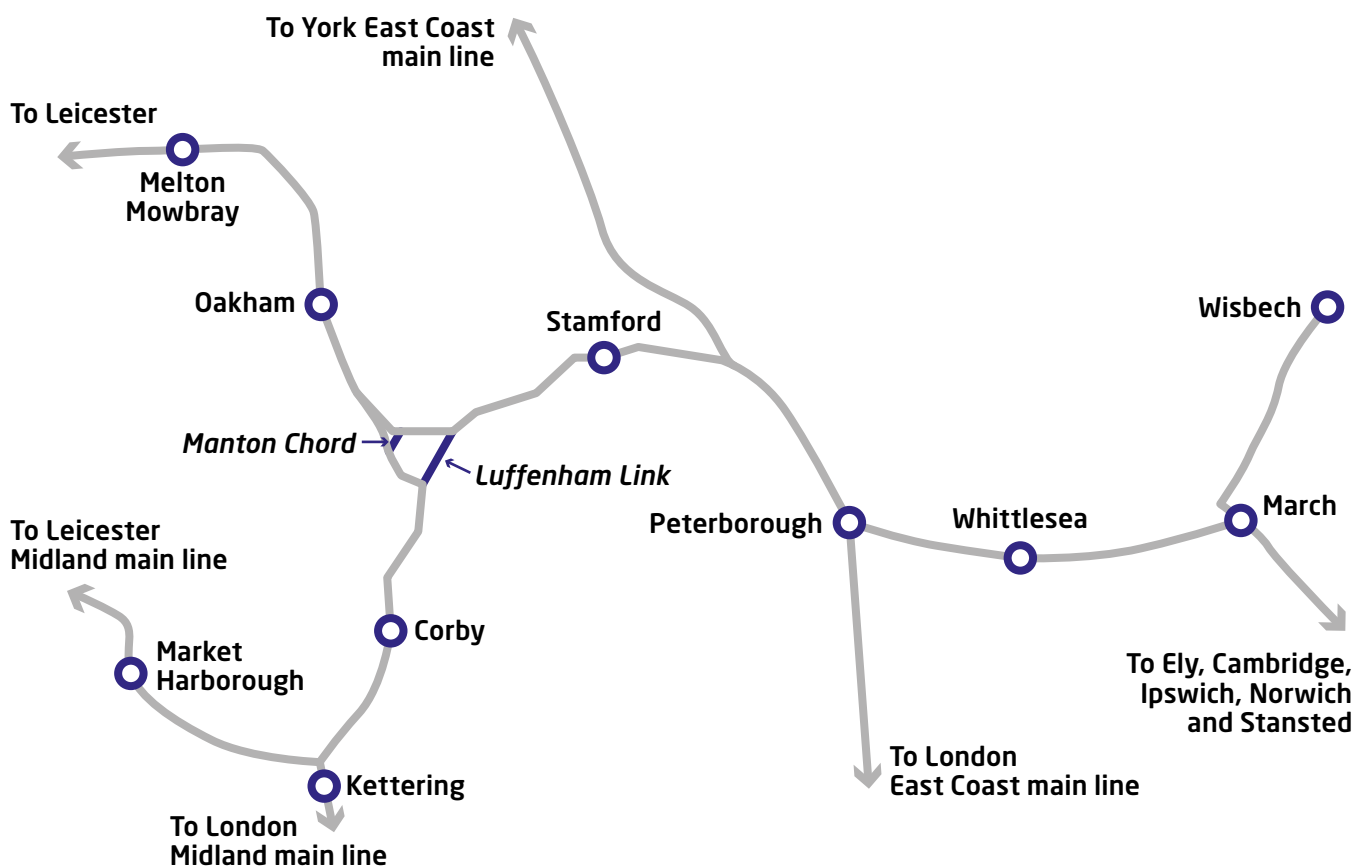 To York East Coast
main line
To Leicester
Melton
Mowbray
Oakham
Stamford
Wisbech
Manton Chord
Luffenham Link
Peterborough
Whittlesea
March
To Leicester
Midland main line
Corby
Market
Harborough
To Ely, Cambridge,
Ipswich, Norwich
and Stansted
Kettering
To London
East Coast main line
To London
Midland main line